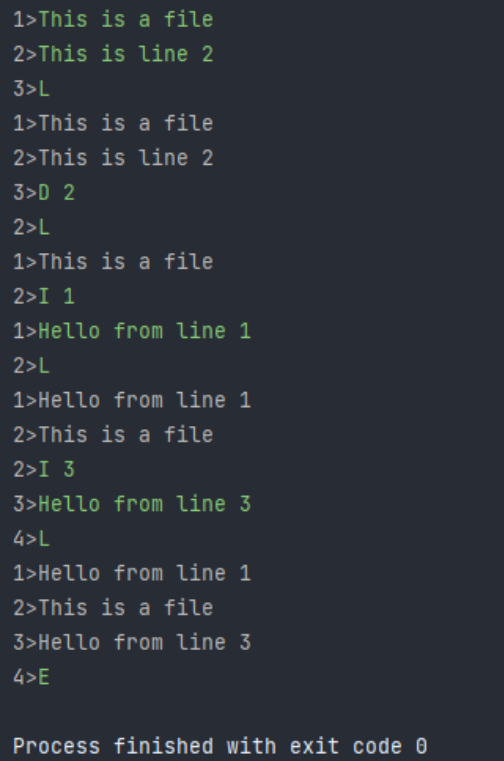 1>This is a file
2>This is line 2
3>L
1>This is a file
2>This is line 2
3>D 2
2>L
1>This is a file
2>I 1
1>Hello from line 1
2>L
1>Hello from line 1
2>This is a file
2>I 3
3>Hello from line 3
4>L
1>Hello from line 1
2>This is a file
3>Hello from line 3
4>E
Process finished with exit code 0